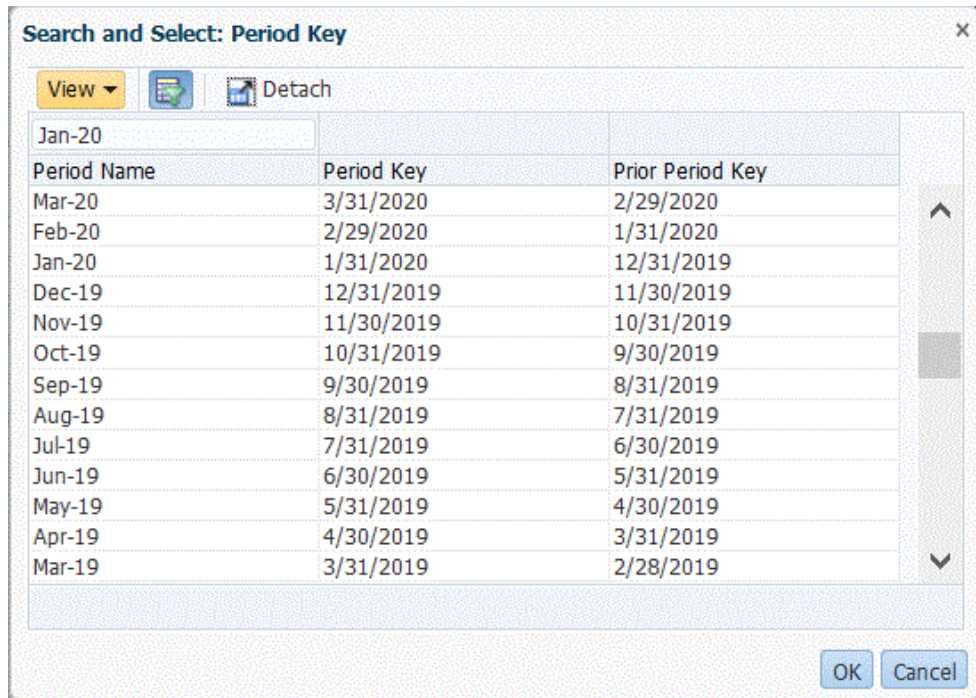 Search and Select: Period Key
View Detach
Jan-20
Period Name Period Key Prior Period Key
Mar-20 3/31/2020 2/29/2020
Feb-20 2/29/2020 1/31/2020
Jan-20 1/31/2020 12/31/2019
Dec-19 12/31/2019 11/30/2019
Nov-19 11/30/2019 10/31/2019
Oct-19 10/31/2019 9/30/2019
Sep-19 9/30/2019 8/31/2019
Aug-19 8/31/2019 7/31/2019
Jul-19 7/31/2019 6/30/2019
Jun-19 6/30/2019 5/31/2019
May-19 5/31/2019 4/30/2019
Apr-19 4/30/2019 3/31/2019
Mar-19 3/31/2019 2/28/2019
OK Cancel